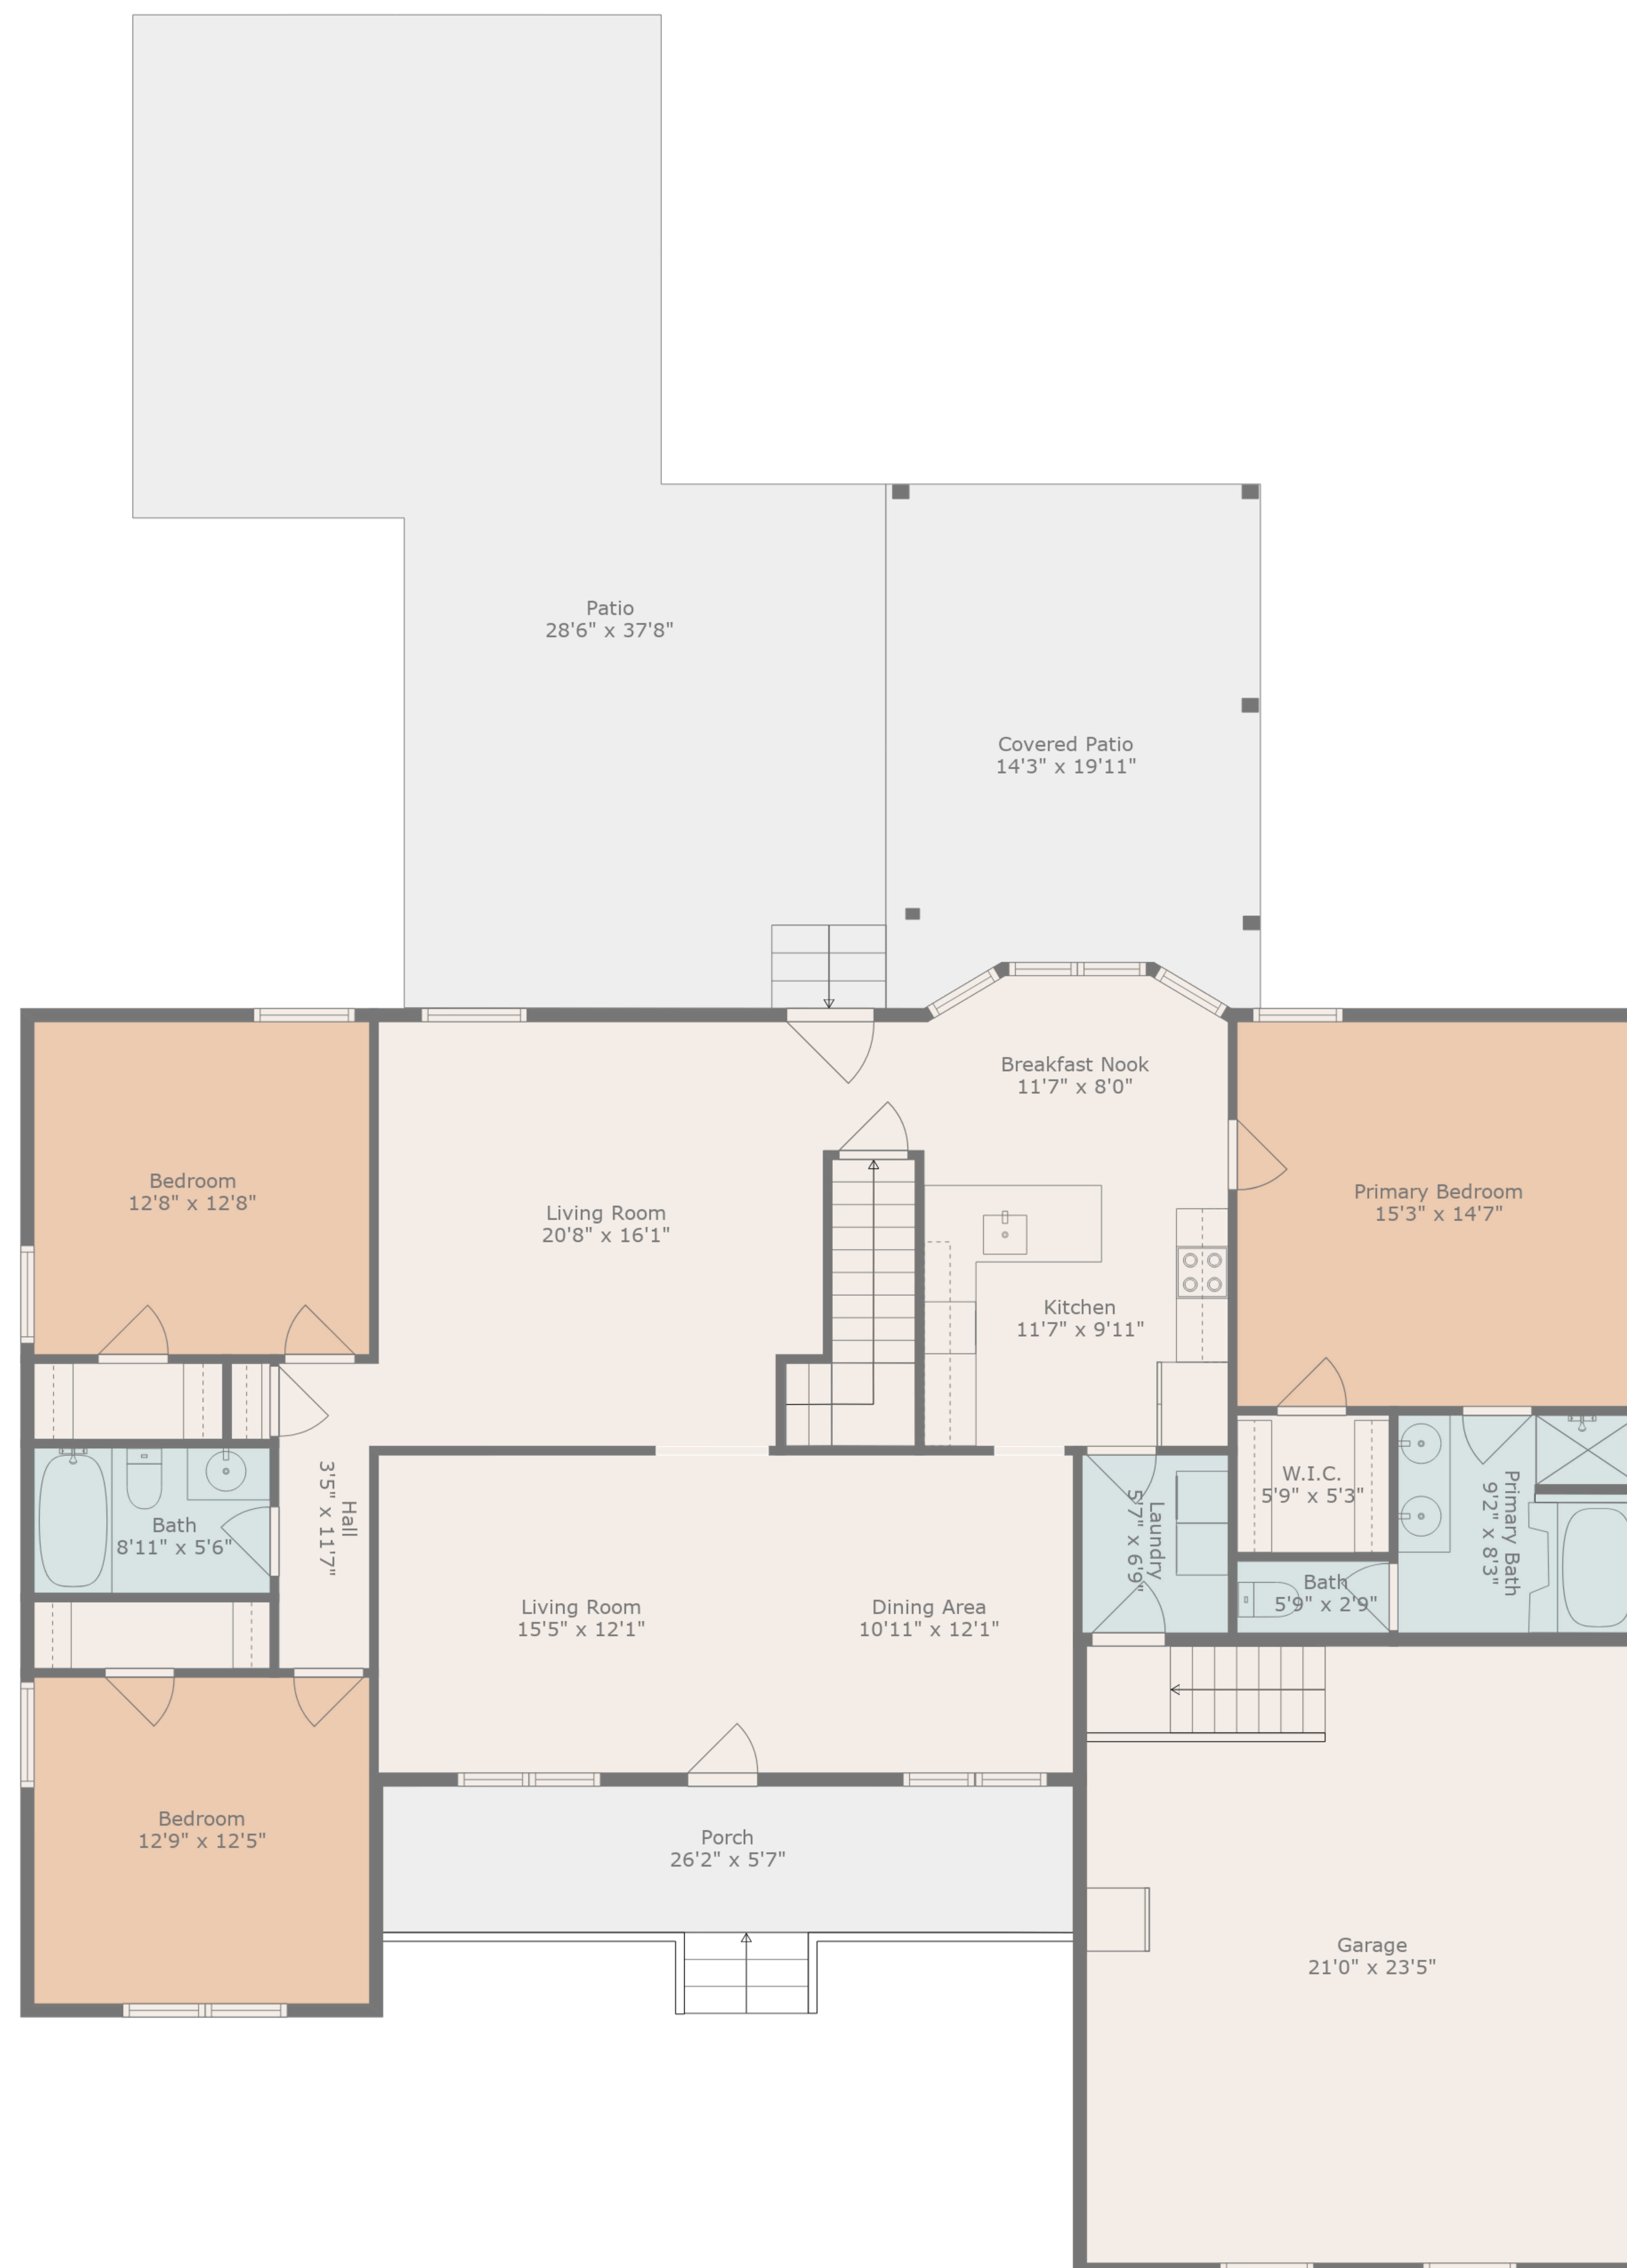 Patio
28'6" x 37'8"
Covered Patio
14'3" x 19'11"
Breakfast Nook
11'7" x 8'0"
Bedroom
12'8" x 12'8"
Living Room
20'8" x 16'1"
Primary Bedroom
15'3" x 14'7"
Kitchen
11'7" x 9'11"
Hall
3'5" x 11'7"
Bath
8'11" x 5'6"
Laundry
5'7" x 6'9"
W.I.C.
5'9" x 5'3"
Primary Bath
9'2" x 8'3"
Bath
5'9" x 2'9"
Living Room
15'5" x 12'1"
Dining Area
10'11" x 12'1"
Bedroom
12'9" x 12'5"
Porch
26'2" x 5'7"
Garage
21'0" x 23'5"